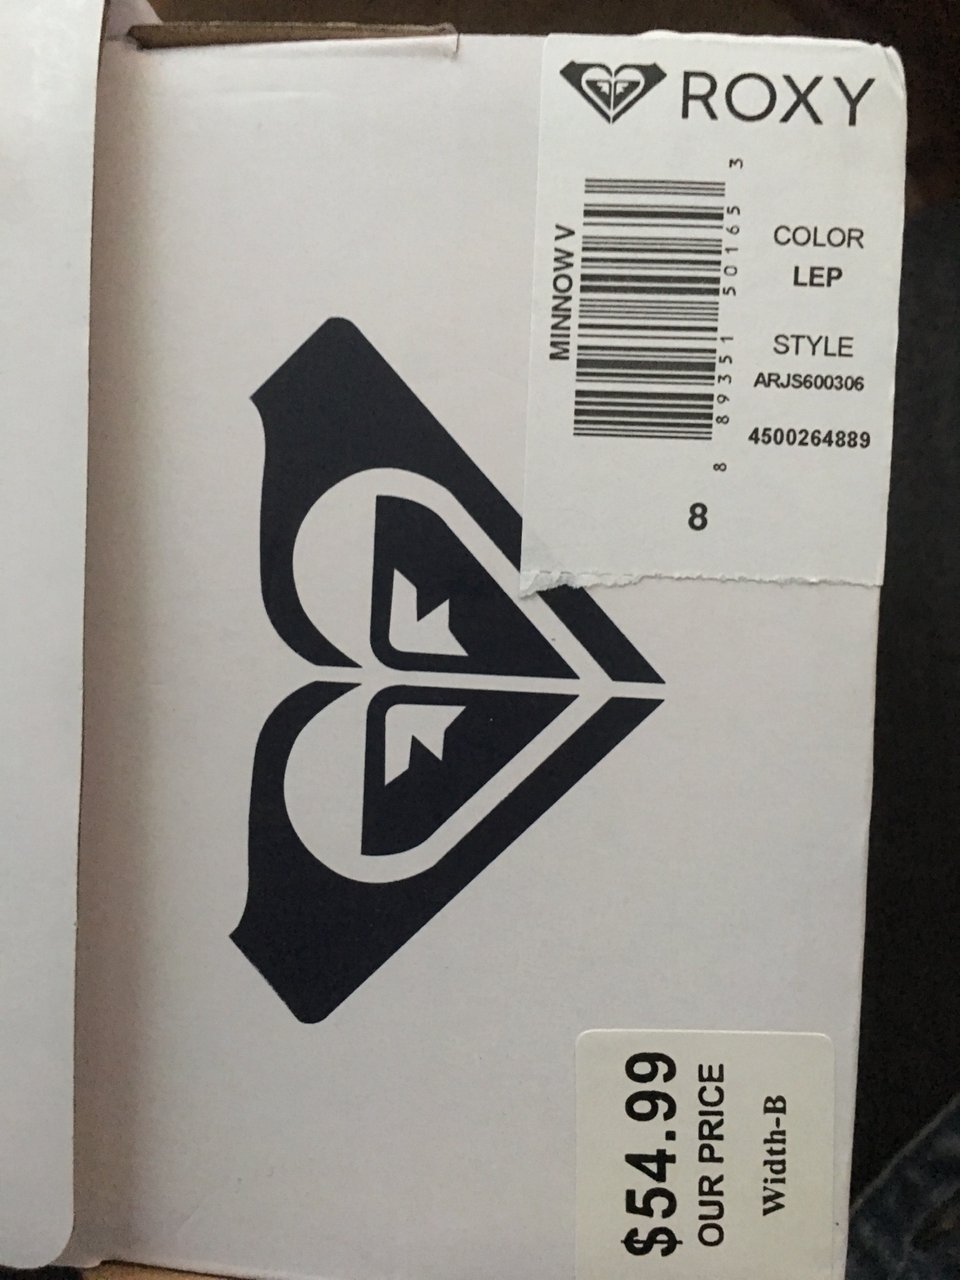 ROXY
MINNOW V
8 89351 50165 3
COLOR
LEP
STYLE
ARJS600306
4500264889
8
$54.99
OUR PRICE
Width-B